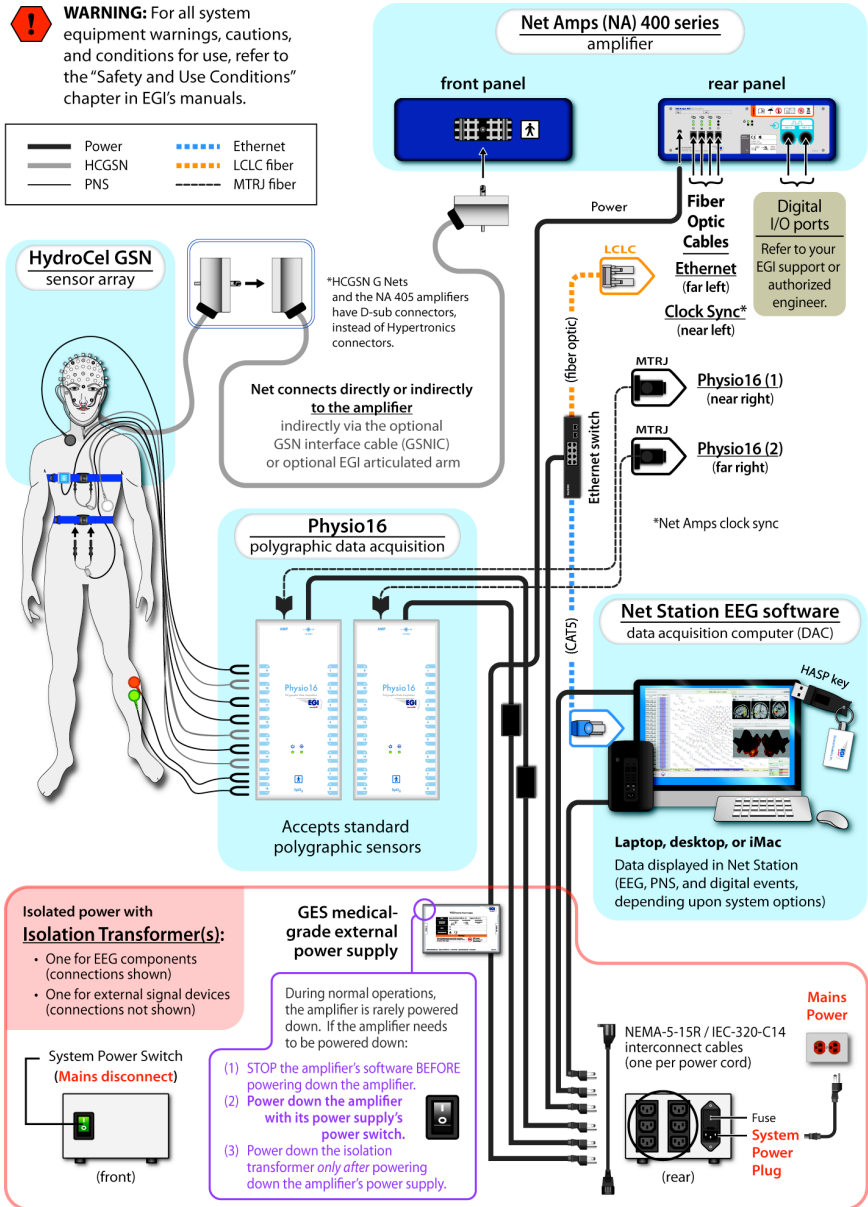 WARNING: For all system
equipment warnings, cautions,
and conditions for use, refer to
the “Safety and Use Conditions”
chapter in EGI’s manuals.
Power
HCGSN
PNS
Ethernet
LCLC fiber
MTRJ fiber
Net Amps (NA) 400 series
amplifier
front panel
rear panel
Power
Fiber
Optic
Cables
Ethernet
(far left)
Clock Sync*
(near left)
Digital
I/O ports
Refer to your
EGI support or
authorized
engineer.
LCLC
(fiber optic)
HydroCel GSN
sensor array
*HCGSN G Nets
and the NA 405 amplifiers
have D-sub connectors,
instead of Hypertronics
connectors.
Net connects directly or indirectly
to the amplifier
indirectly via the optional
GSN interface cable (GSNIC)
or optional EGI articulated arm
MTRJ
Physio16 (1)
(near right)
MTRJ
Physio16 (2)
(far right)
Ethernet switch
*Net Amps clock sync
Physio16
polygraphic data acquisition
Physio16
EGI
Physio16
EGI
Accepts standard
polygraphic sensors
(CAT5)
Net Station EEG software
data acquisition computer (DAC)
HASP key
Laptop, desktop, or iMac
Data displayed in Net Station
(EEG, PNS, and digital events,
depending upon system options)
Isolated power with
Isolation Transformer(s):
• One for EEG components
(connections shown)
• One for external signal devices
(connections not shown)
System Power Switch
(Mains disconnect)
(front)
GES medical-
grade external
power supply
During normal operations,
the amplifier is rarely powered
down. If the amplifier needs
to be powered down:
(1) STOP the amplifier’s software BEFORE
powering down the amplifier.
(2) Power down the amplifier
with its power supply’s
power switch.
(3) Power down the isolation
transformer only after powering
down the amplifier’s power supply.
NEMA-5-15R / IEC-320-C14
interconnect cables
(one per power cord)
Mains
Power
Fuse
System
Power
Plug
(rear)